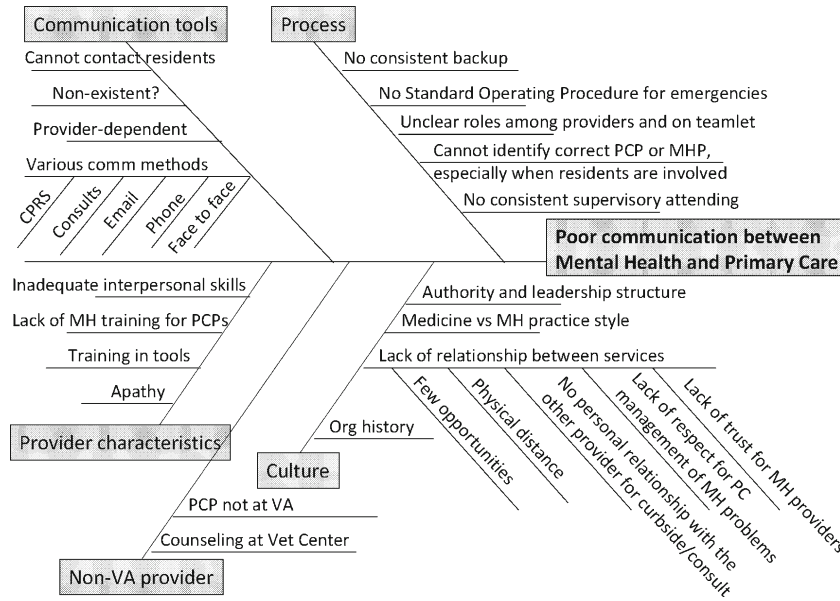 Communication tools
Cannot contact residents
Non-existent?
Provider-dependent
Various comm methods
CPRS
Consults
Email
Phone
Face to face
Process
No consistent backup
No Standard Operating Procedure for emergencies
Unclear roles among providers and on teamlet
Cannot identify correct PCP or MHP,
especially when residents are involved
No consistent supervisory attending
Poor communication between
Mental Health and Primary Care
Inadequate interpersonal skills
Lack of MH training for PCPs
Training in tools
Apathy
Provider characteristics
Authority and leadership structure
Medicine vs MH practice style
Lack of relationship between services
Few opportunities
Physical distance
No personal relationship with the
other provider for curbside/consult
Lack of respect for PC
management of MH problems
Lack of trust for MH providers
Org history
Culture
PCP not at VA
Counseling at Vet Center
Non-VA provider